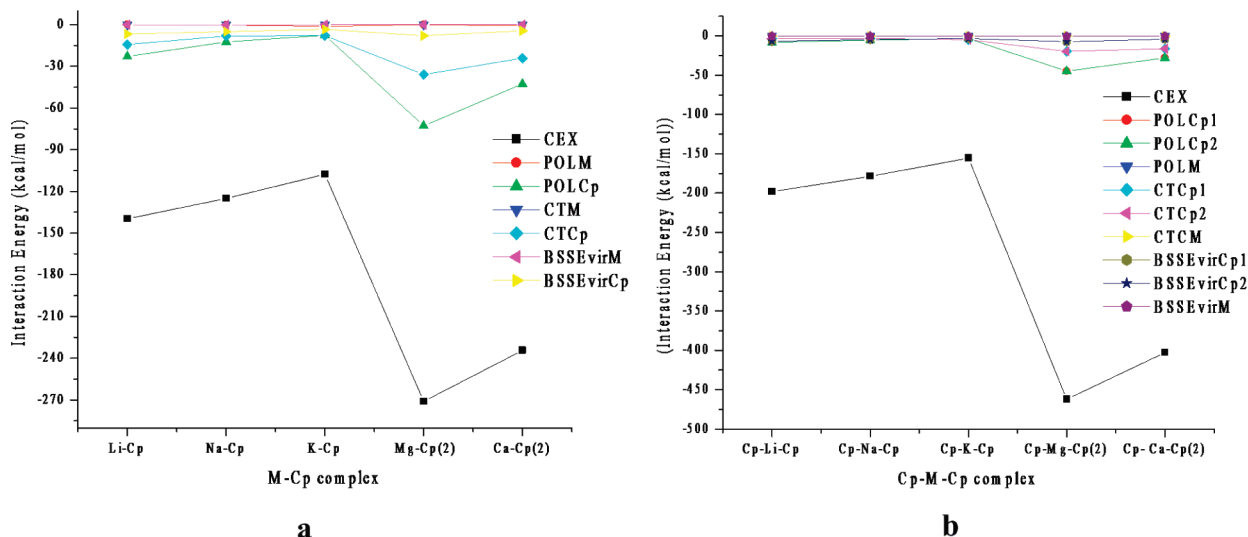 0
-30
-60
-90
-120
-150
-180
-210
-240
-270
Interaction Energy (kcal/mol)
CEX
POLM
POLCp
CTM
CTCp
BSSEvirM
BSSEvirCp
Li-Cp Na-Cp K-Cp Mg-Cp(2) Ca-Cp(2)
M-Cp complex
a
0
-50
-100
-150
-200
-250
-300
-350
-400
-450
-500
(Interaction Energy (kcal/mol))
CEX
POLCp1
POLCp2
POLM
CTCp1
CTCp2
CTCM
BSSEvirCp1
BSSEvirCp2
BSSEvirM
Cp-Li-Cp Cp-Na-Cp Cp-K-Cp Cp-Mg-Cp(2) Cp- Ca-Cp(2)
Cp-M-Cp complex
b